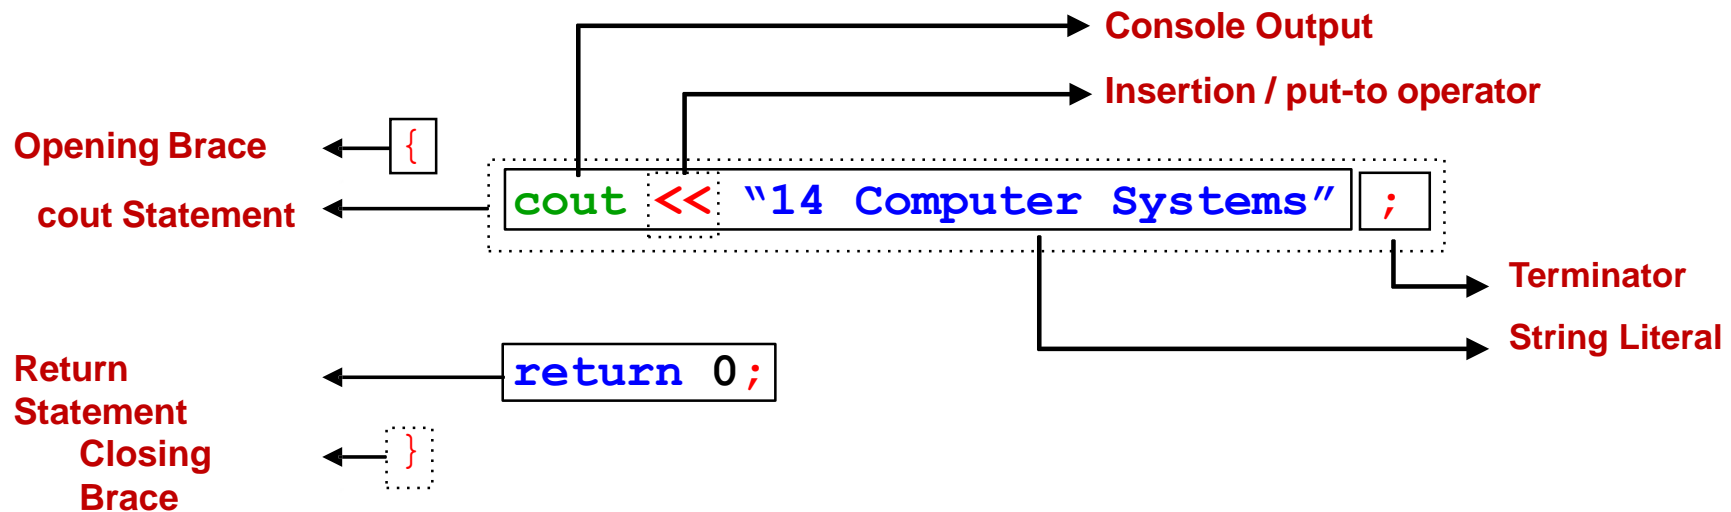 Console Output
Insertion / put-to operator
Opening Brace {
cout Statement cout << “14 Computer Systems” ;
Terminator
String Literal
Return
Statement
return 0;
Closing
Brace
}